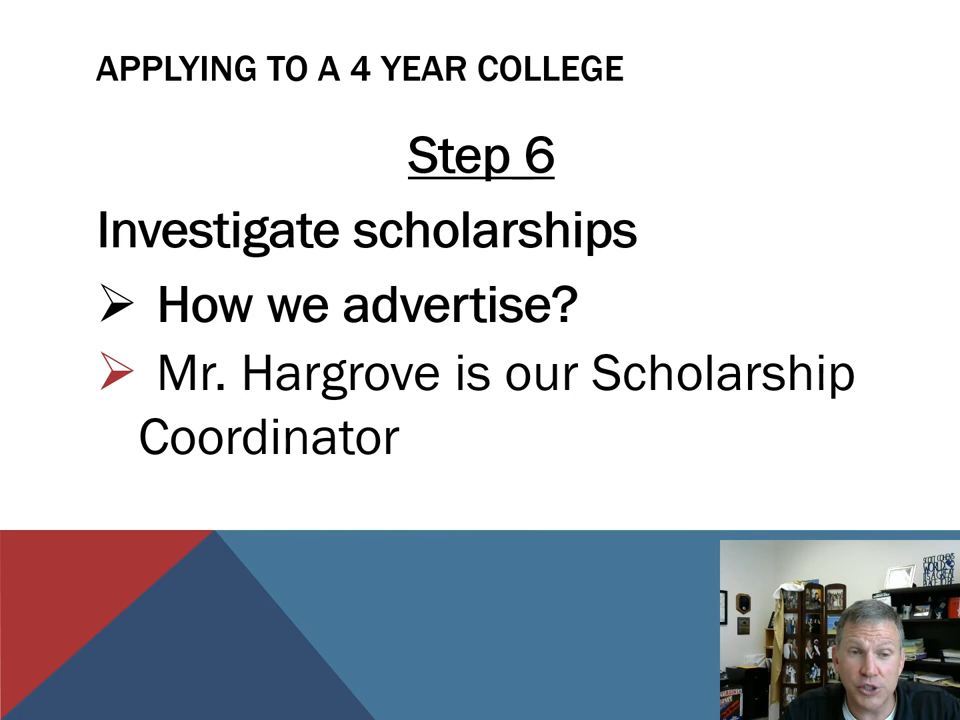 APPLYING TO A 4 YEAR COLLEGE
Step 6
Investigate scholarships
➢ How we advertise?
➢ Mr. Hargrove is our Scholarship
Coordinator